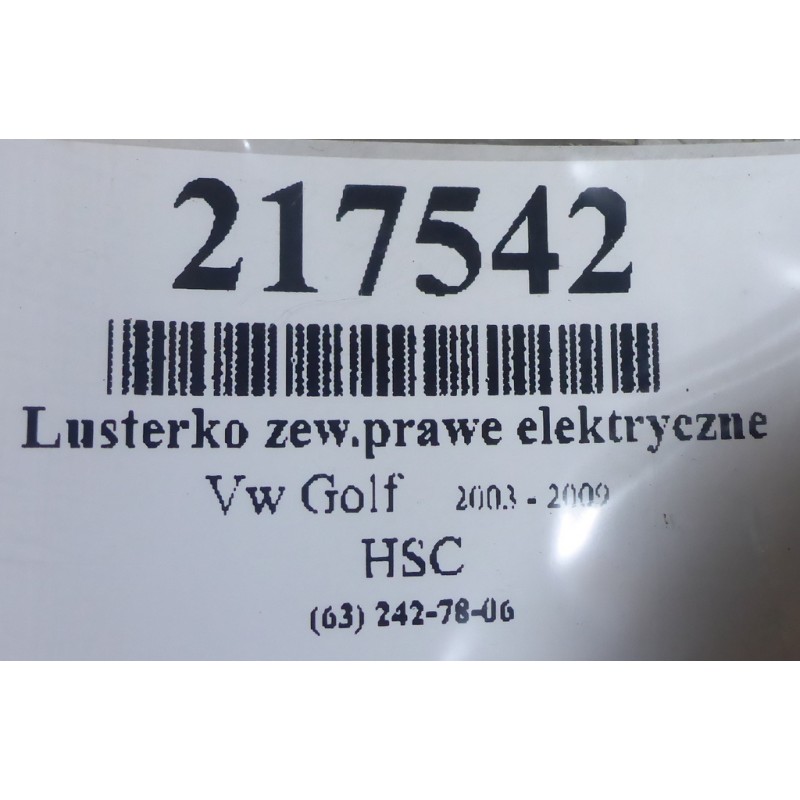 217542
Lusterko zew.prawe elektryczne
Vw Golf 2003 - 2009
HSC
(63) 242-78-06